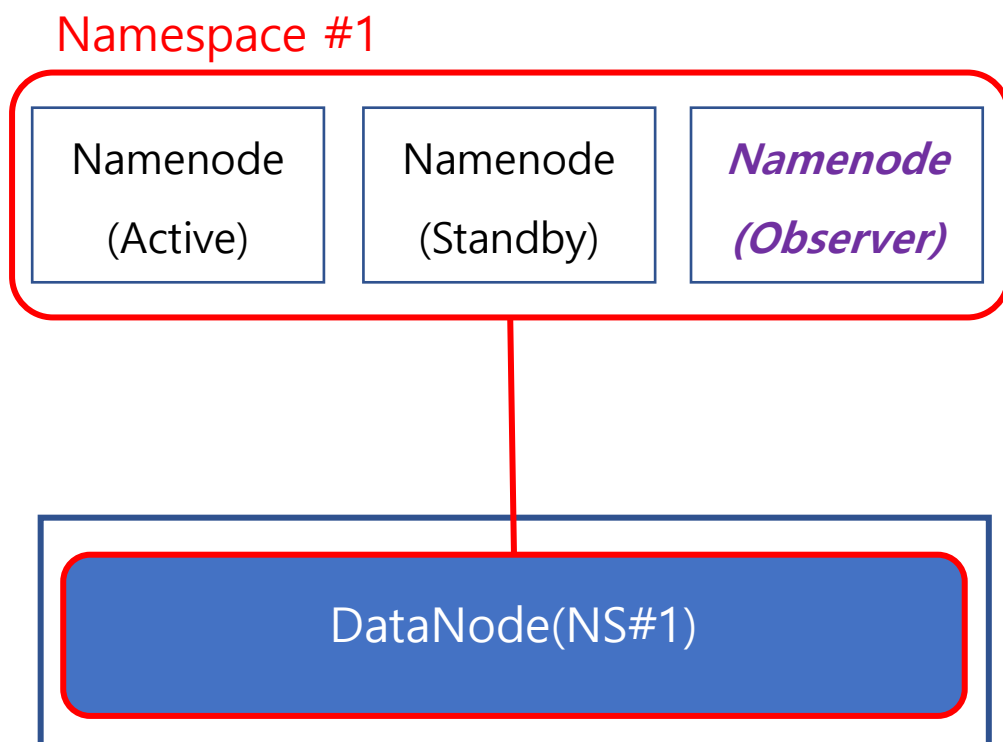 Namespace #1
Namenode
(Active)
Namenode
(Standby)
Namenode
(Observer)
DataNode(NS#1)